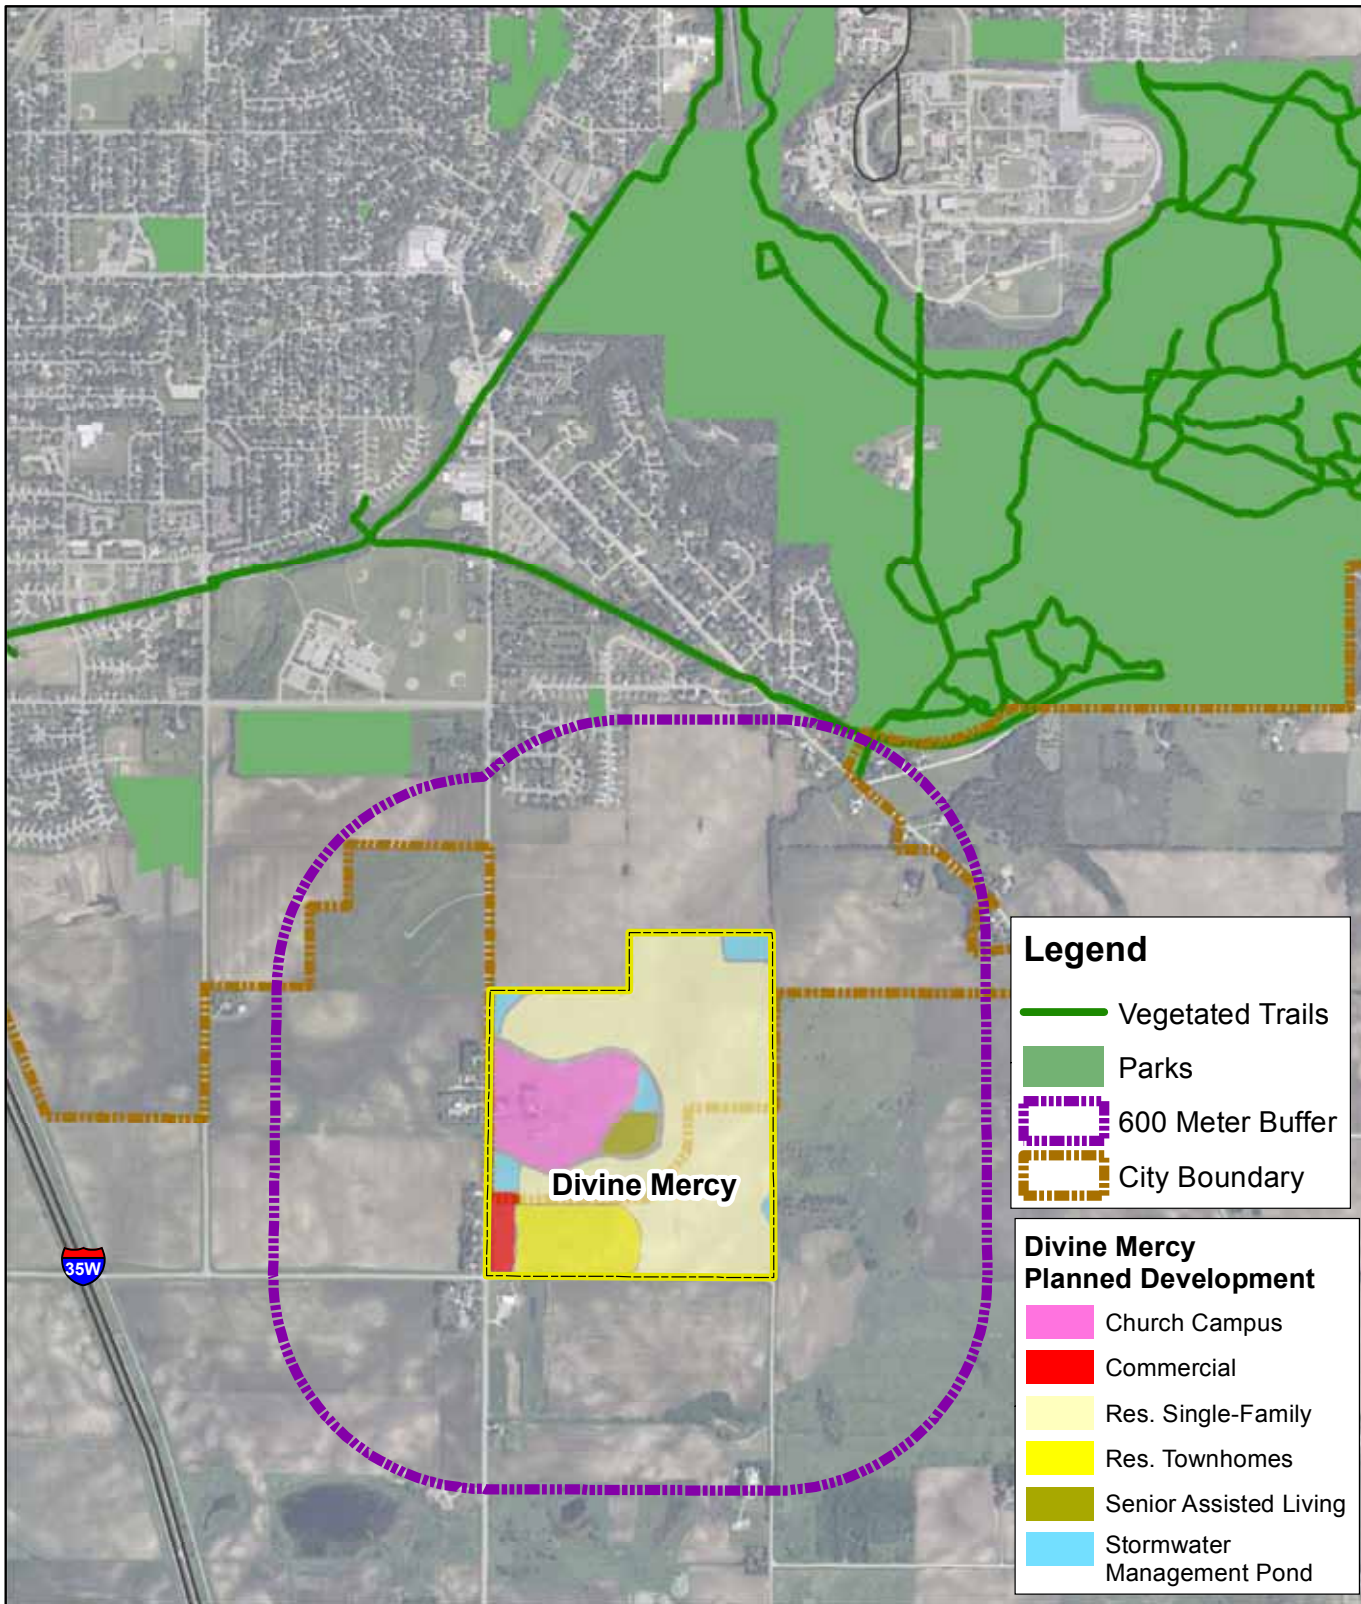 Divine Mercy
35W
Legend
Vegetated Trails
Parks
600 Meter Buffer
City Boundary
Divine Mercy
Planned Development
Church Campus
Commercial
Res. Single-Family
Res. Townhomes
Senior Assisted Living
Stormwater
Management Pond